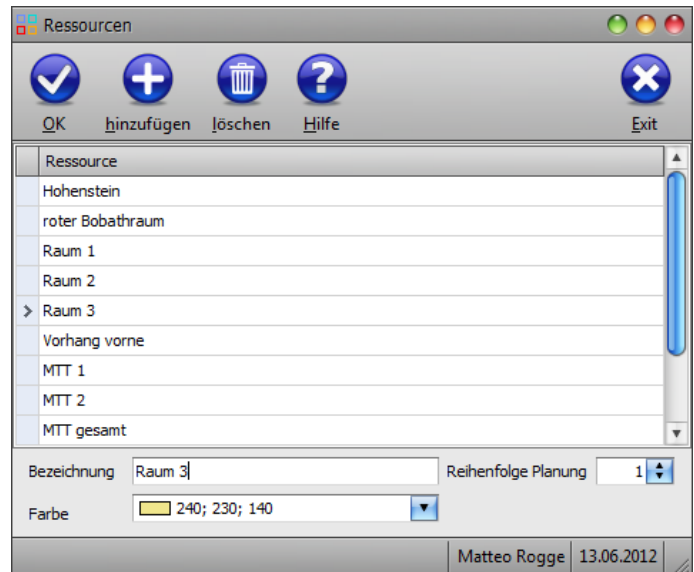 Ressourcen
OK hinzufügen löschen Hilfe Exit
Ressource
Hohenstein
roter Bobathraum
Raum 1
Raum 2
Raum 3
Vorhang vorne
MTT 1
MTT 2
MTT gesamt
Bezeichnung Raum 3 Reihenfolge Planung 1
Farbe 240; 230; 140
Matteo Rogge 13.06.2012